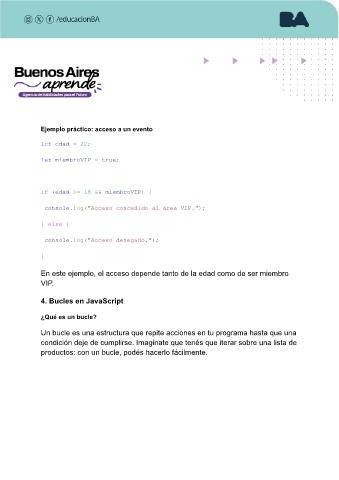 /educacionBA
BA
Buenos Aires
aprende
Agencia de Habilidades para el Futuro
Ejemplo práctico: acceso a un evento
let edad = 22;
let miembroVIP = true;
if (edad >= 18 && miembroVIP) {
console.log("Acceso concedido al área VIP.");
} else {
console.log("Acceso denegado.");
}
En este ejemplo, el acceso depende tanto de la edad como de ser miembro
VIP.
4. Bucles en JavaScript
¿Qué es un bucle?
Un bucle es una estructura que repite acciones en tu programa hasta que una
condición deje de cumplirse. Imaginate que tenés que iterar sobre una lista de
productos: con un bucle, podés hacerlo fácilmente.